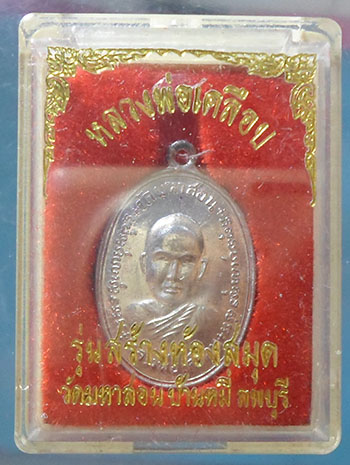 หลวงพ่อเคลือบ
รุ่นสร้างห้องสมุด
วัดมหาสอน บ้านหมี่ ลพบุรี